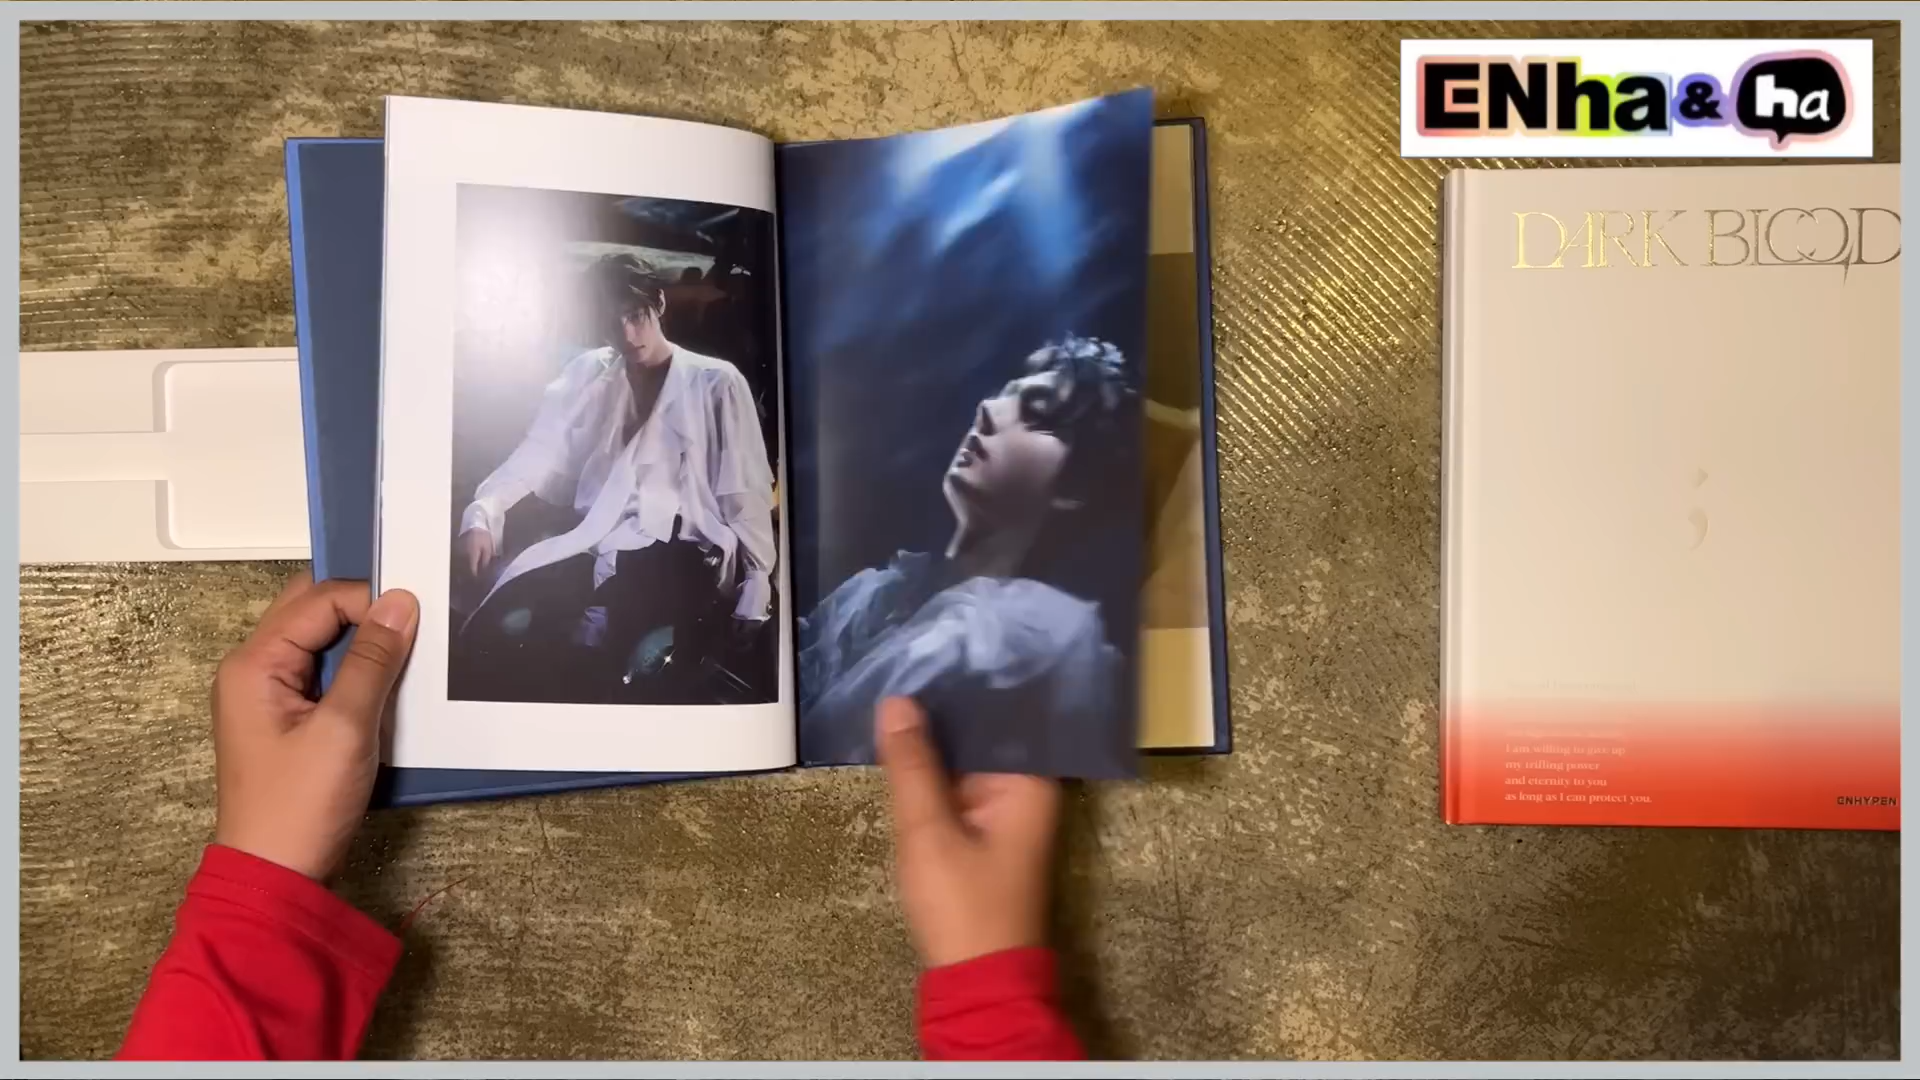 ENha & ha
DARK BLOOD
I am willing to give up
my trifling power
and eternity to you
as long as I can protect you.
ENHYPEN